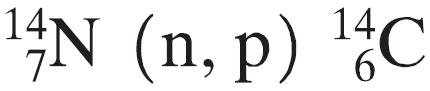 ¹⁴₇N (n, p) ¹⁴₆C